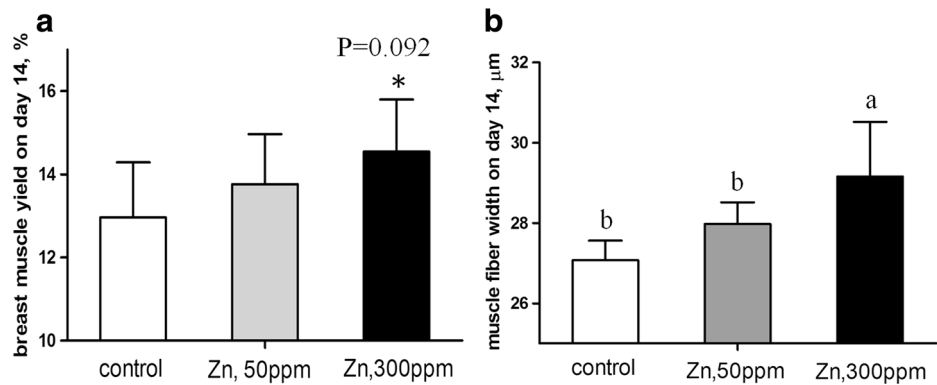 a
breast muscle yield on day 14, %
16
14
12
10
P=0.092
*
control
Zn, 50ppm
Zn,300ppm
b
muscle fiber width on day 14, μm
32
30
28
26
b
b
a
control
Zn,50ppm
Zn,300ppm